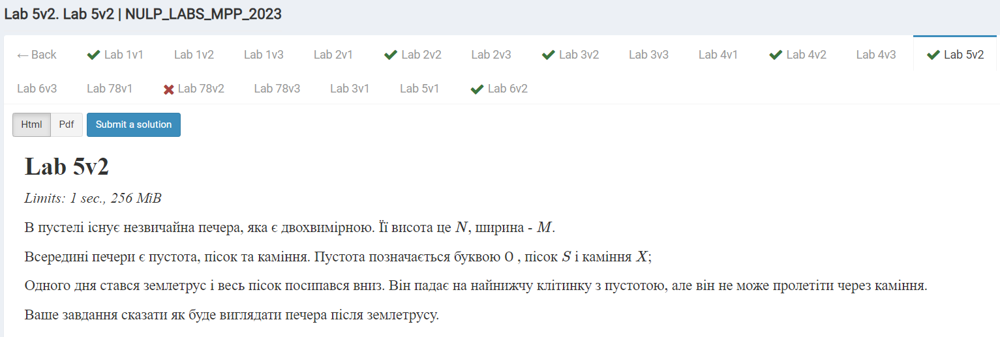 Lab 5v2. Lab 5v2 | NULP_LABS_MPP_2023
← Back Lab 1v1 Lab 1v2 Lab 1v3 Lab 2v1 Lab 2v2 Lab 2v3 Lab 3v2 Lab 3v3 Lab 4v1 Lab 4v2 Lab 4v3 Lab 5v2
Lab 6v3 Lab 78v1 Lab 78v2 Lab 78v3 Lab 3v1 Lab 5v1 Lab 6v2
Html Pdf Submit a solution
Lab 5v2
Limits: 1 sec., 256 MiB
В пустелі існує незвичайна печера, яка є двохвимірною. Її висота це N, ширина - M.
Всередині печери є пустота, пісок та каміння. Пустота позначається буквою O , пісок S і каміння X;
Одного дня стався землетрус і весь пісок посипався вниз. Він падає на найнижчу клітинку з пустотою, але він не може пролетіти через каміння.
Ваше завдання сказати як буде виглядати печера після землетрусу.